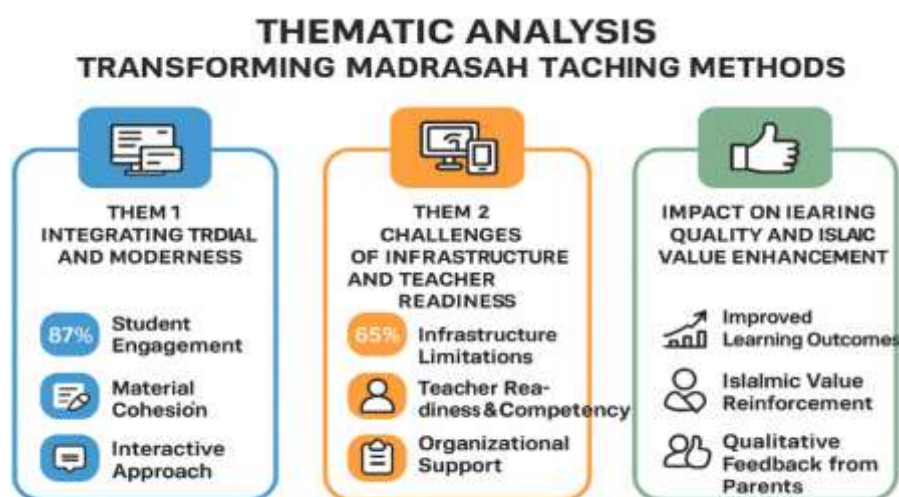 THEMATIC ANALYSIS
TRANSFORMING MADRASAH TACHING METHODS
THEM 1
INTEGRATING TRDIAL
AND MODERNESS
87%
Student
Engagement
Material
Cohesion
Interactive
Approach
THEM 2
CHALLENGES
OF INFRASTRUCTURE
AND TEACHER
READINESS
65%
Infrastructure
Limitations
Teacher Rea-
diness & Competency
Organizational
Support
IMPACT ON IEARING
QUALITY AND ISLAIC
VALUE ENHANCEMENT
Improved
Learning Outcomes
Islalmic Value
Reinforcement
Qualitative
Feedback from
Parents